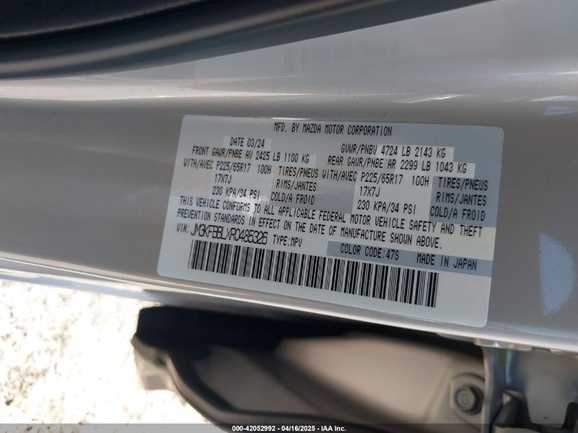 MFD. BY MAZDA MOTOR CORPORATION
DATE 03/24 GVWR/PNBV 4724 LB 2143 KG
FRONT GAWR/PNBE AV 2425 LB 1100 KG REAR GAWR/PNBE AR 2299 LB 1043 KG
WITH/AVEC P225/65R17 100H TIRES/PNEUS WITH/AVEC P225/65R17 100H TIRES/PNEUS
17X7J RIMS/JANTES 17X7J RIMS/JANTES
230 KPA/34 PSI COLD/A FROID 230 KPA/34 PSI COLD/A FROID
THIS VEHICLE CONFORMS TO ALL APPLICABLE FEDERAL MOTOR VEHICLE SAFETY AND THEFT
PREVENTION STANDARDS IN EFFECT ON THE DATE OF MANUFACTURE SHOWN ABOVE.
VIN: TYPE:MPV COLOR CODE:47S
MADE IN JAPAN
000-42052992 - 04/16/2025 - IAA Inc.